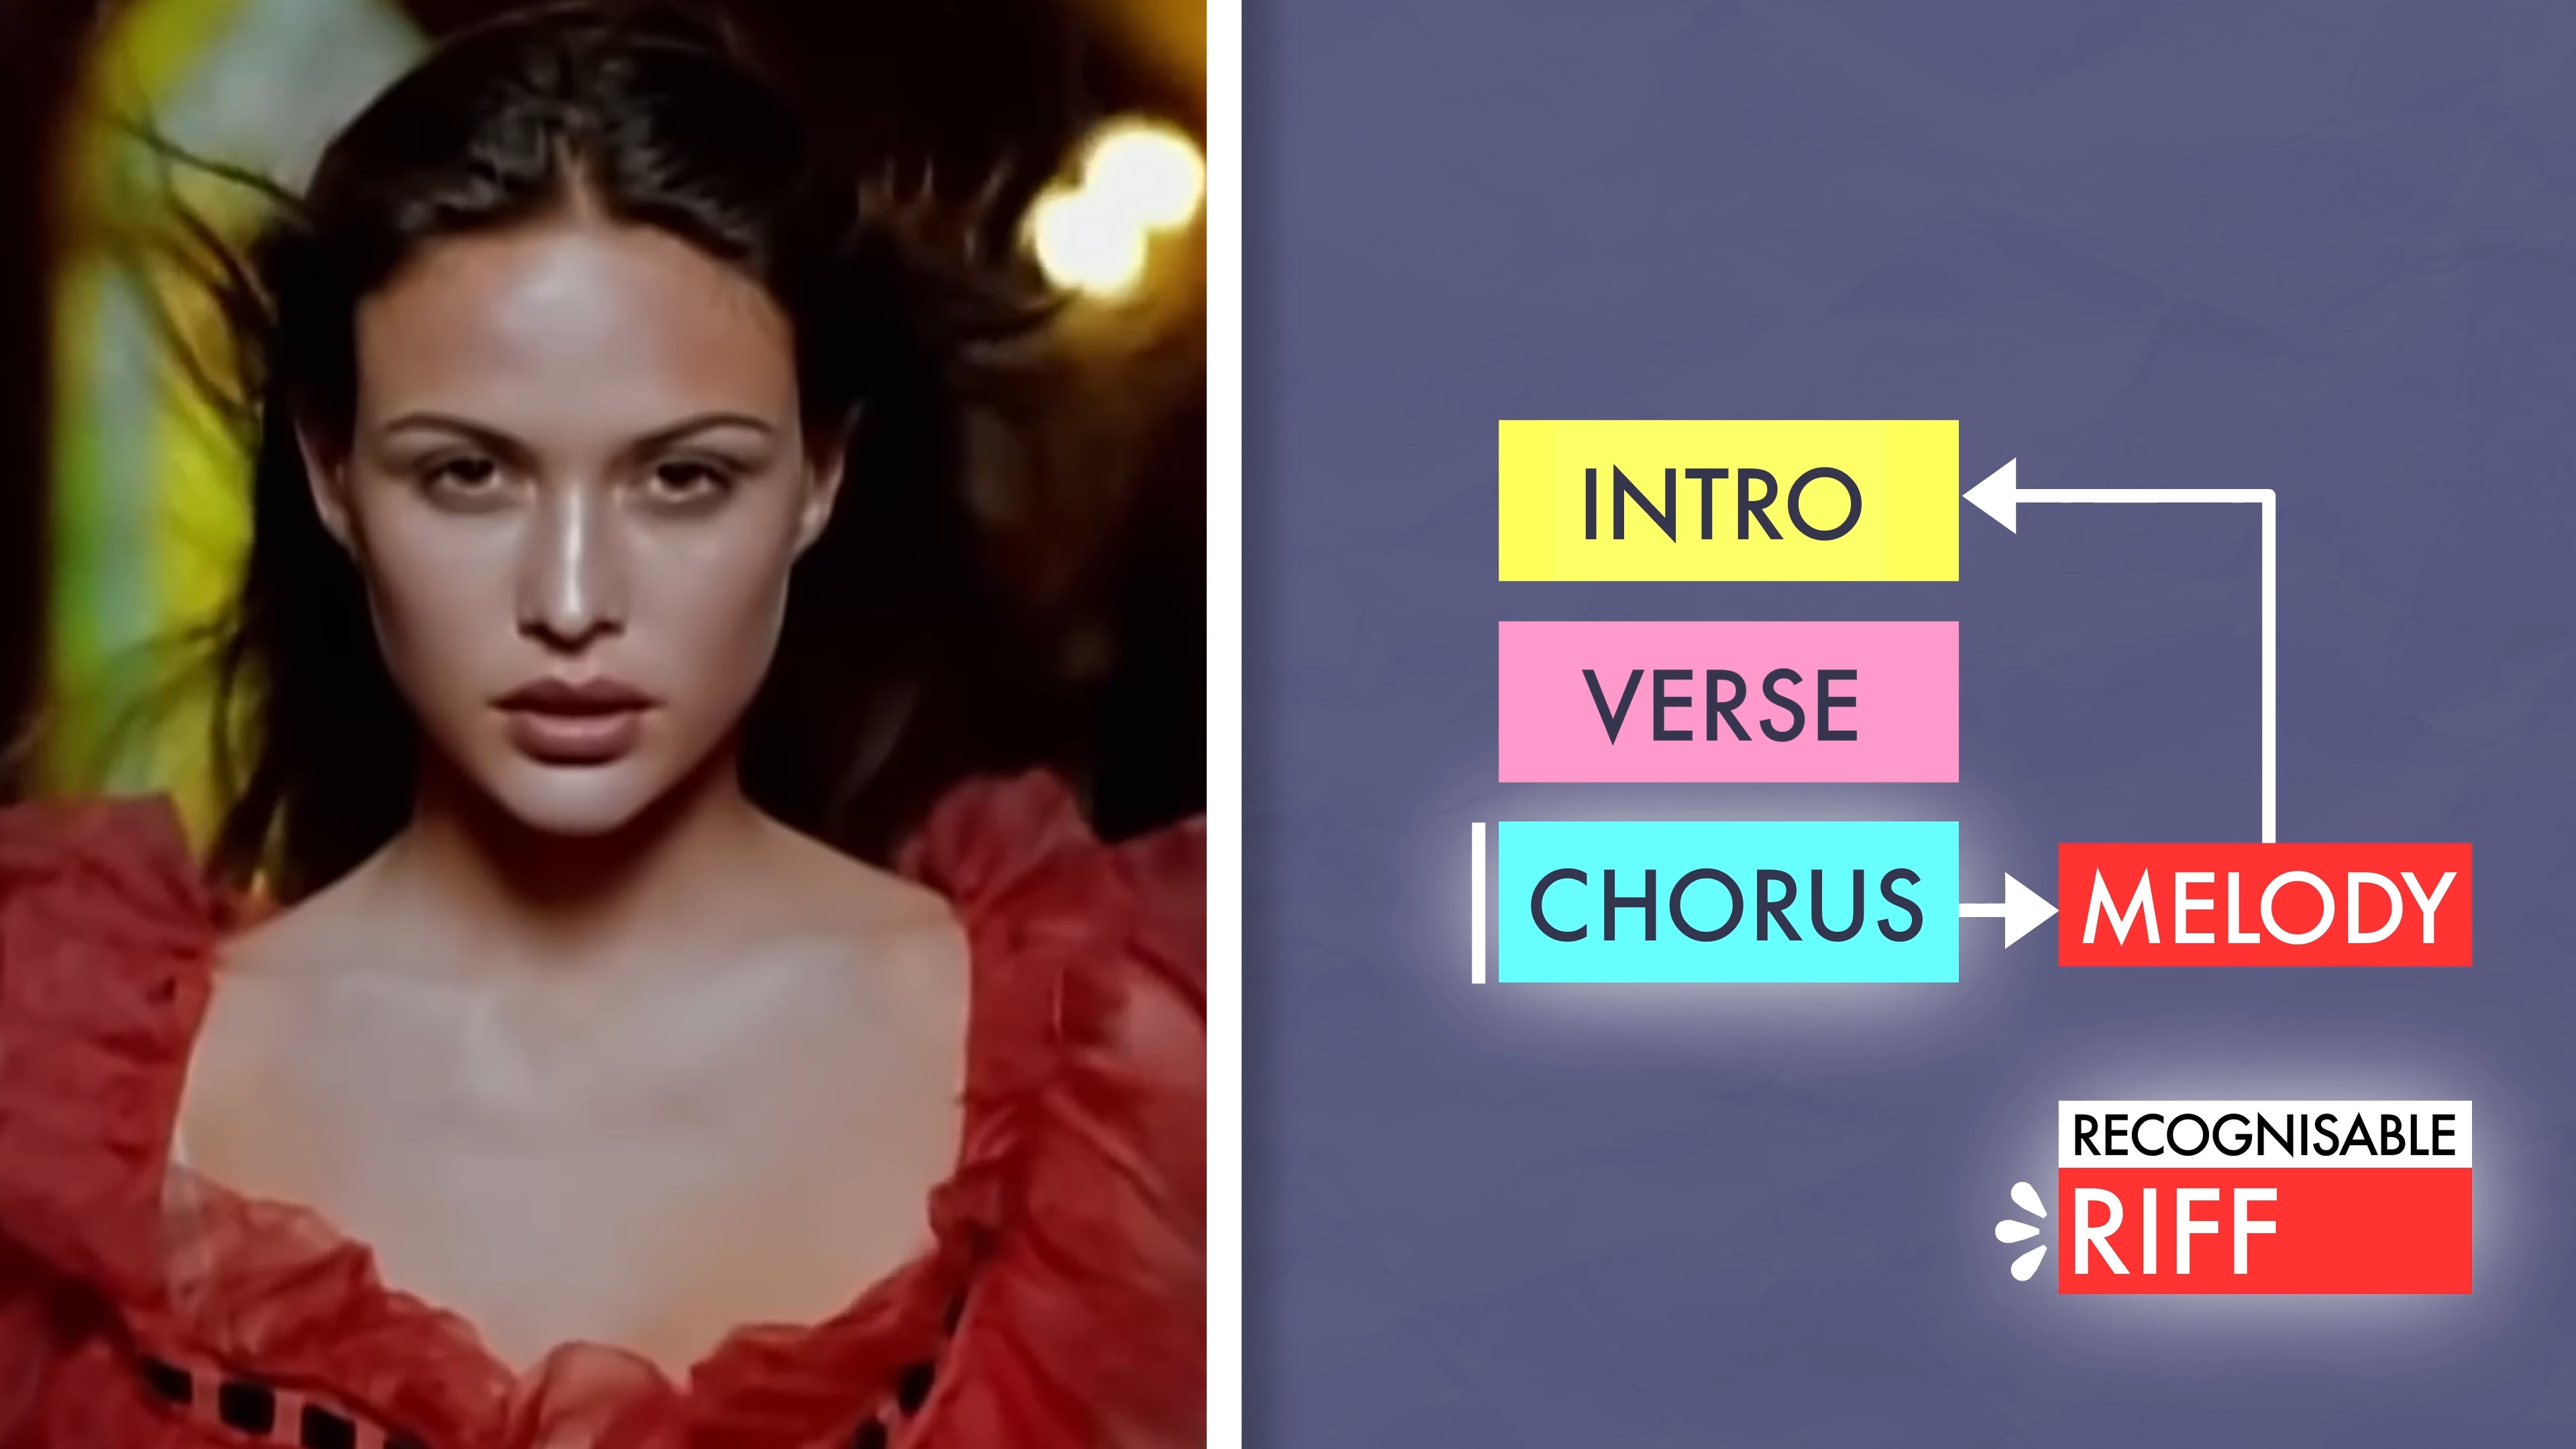 INTRO
VERSE
CHORUS
MELODY
RECOGNISABLE
RIFF